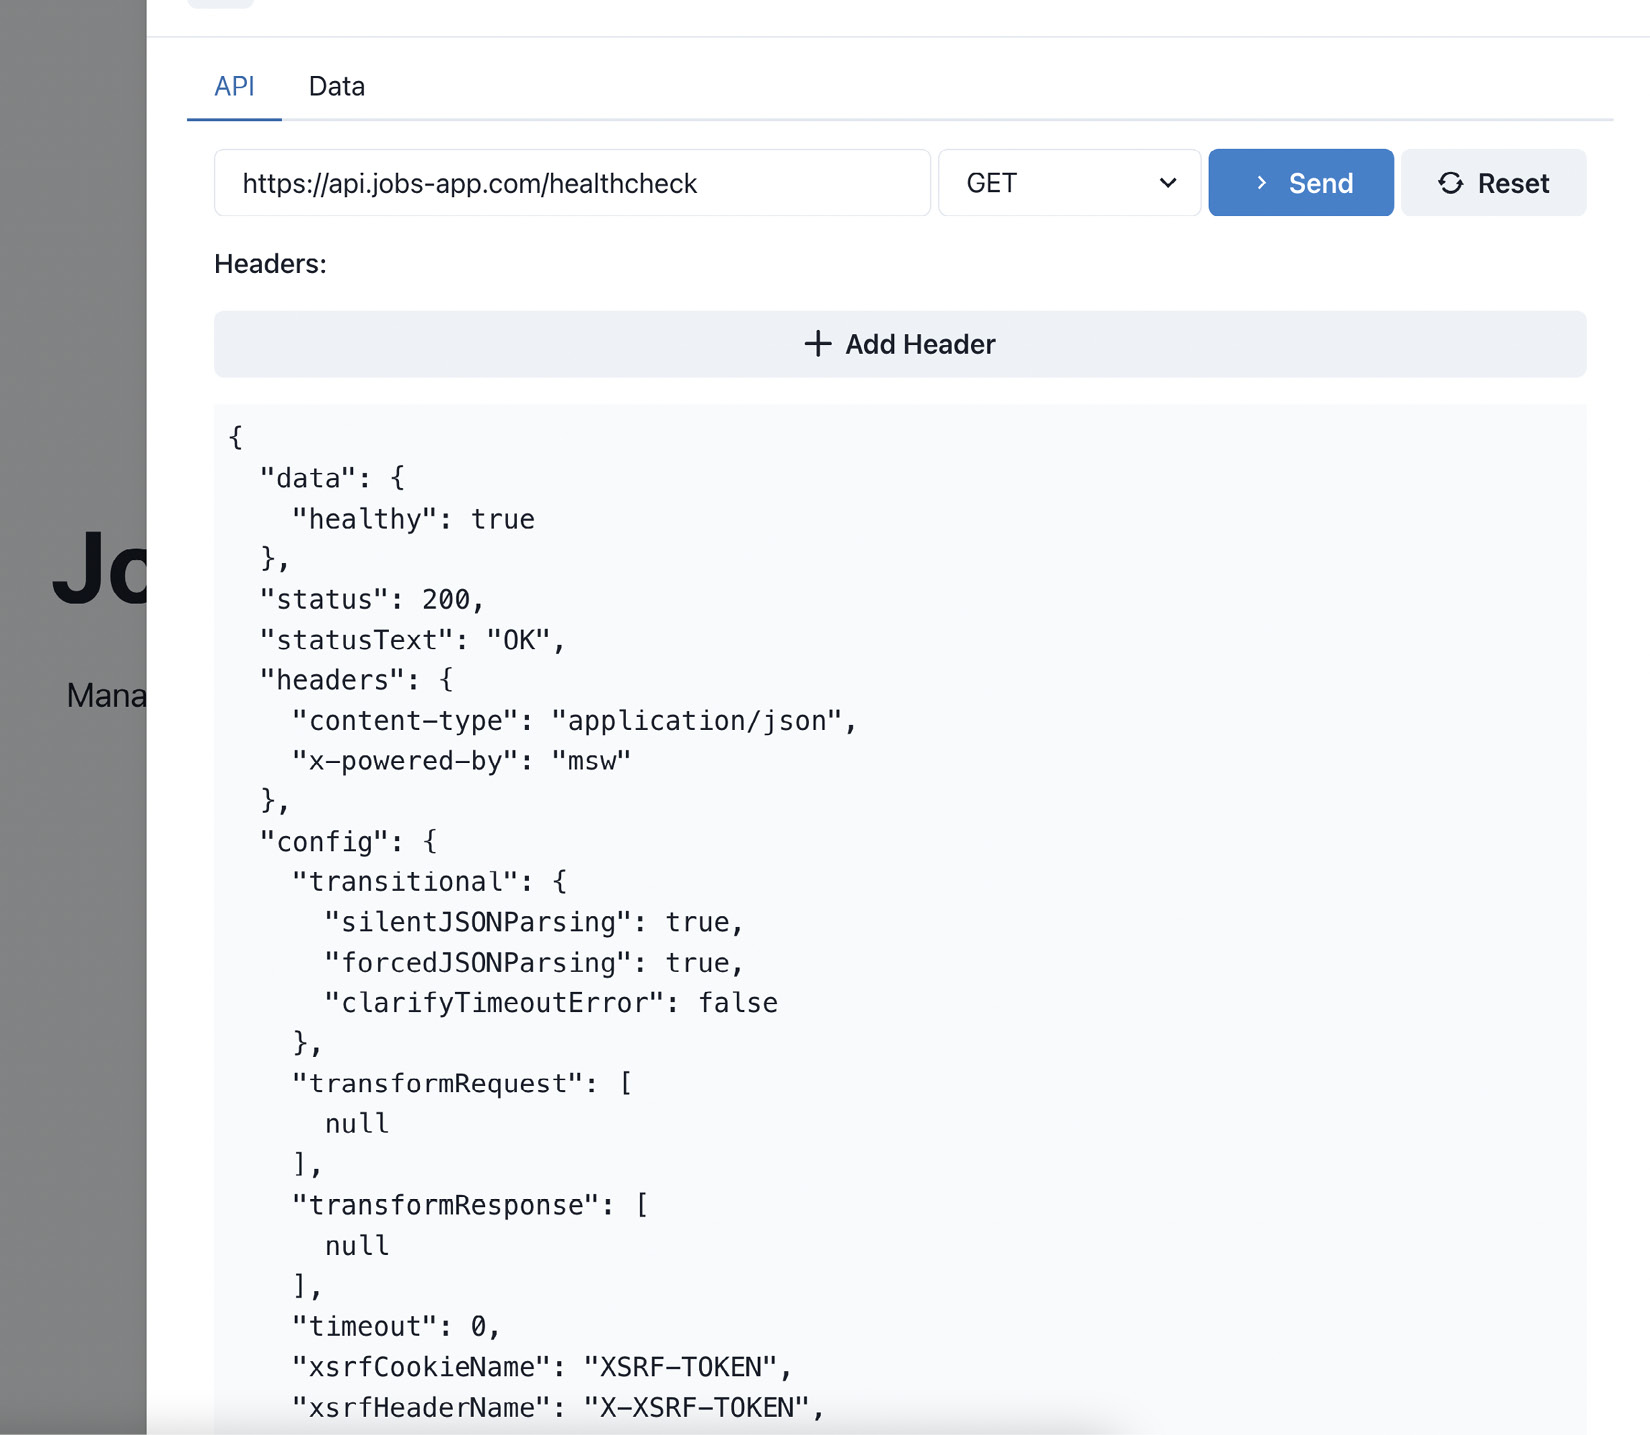 API Data
https://api.jobs-app.com/healthcheck GET Send Reset
Headers:
Add Header
{
  "data": {
    "healthy": true
  },
  "status": 200,
  "statusText": "OK",
  "headers": {
    "content-type": "application/json",
    "x-powered-by": "msw"
  },
  "config": {
    "transitional": {
      "silentJSONParsing": true,
      "forcedJSONParsing": true,
      "clarifyTimeoutError": false
    },
    "transformRequest": [
      null
    ],
    "transformResponse": [
      null
    ],
    "timeout": 0,
    "xsrfCookieName": "XSRF-TOKEN",
    "xsrfHeaderName": "X-XSRF-TOKEN",
Jo
Mana